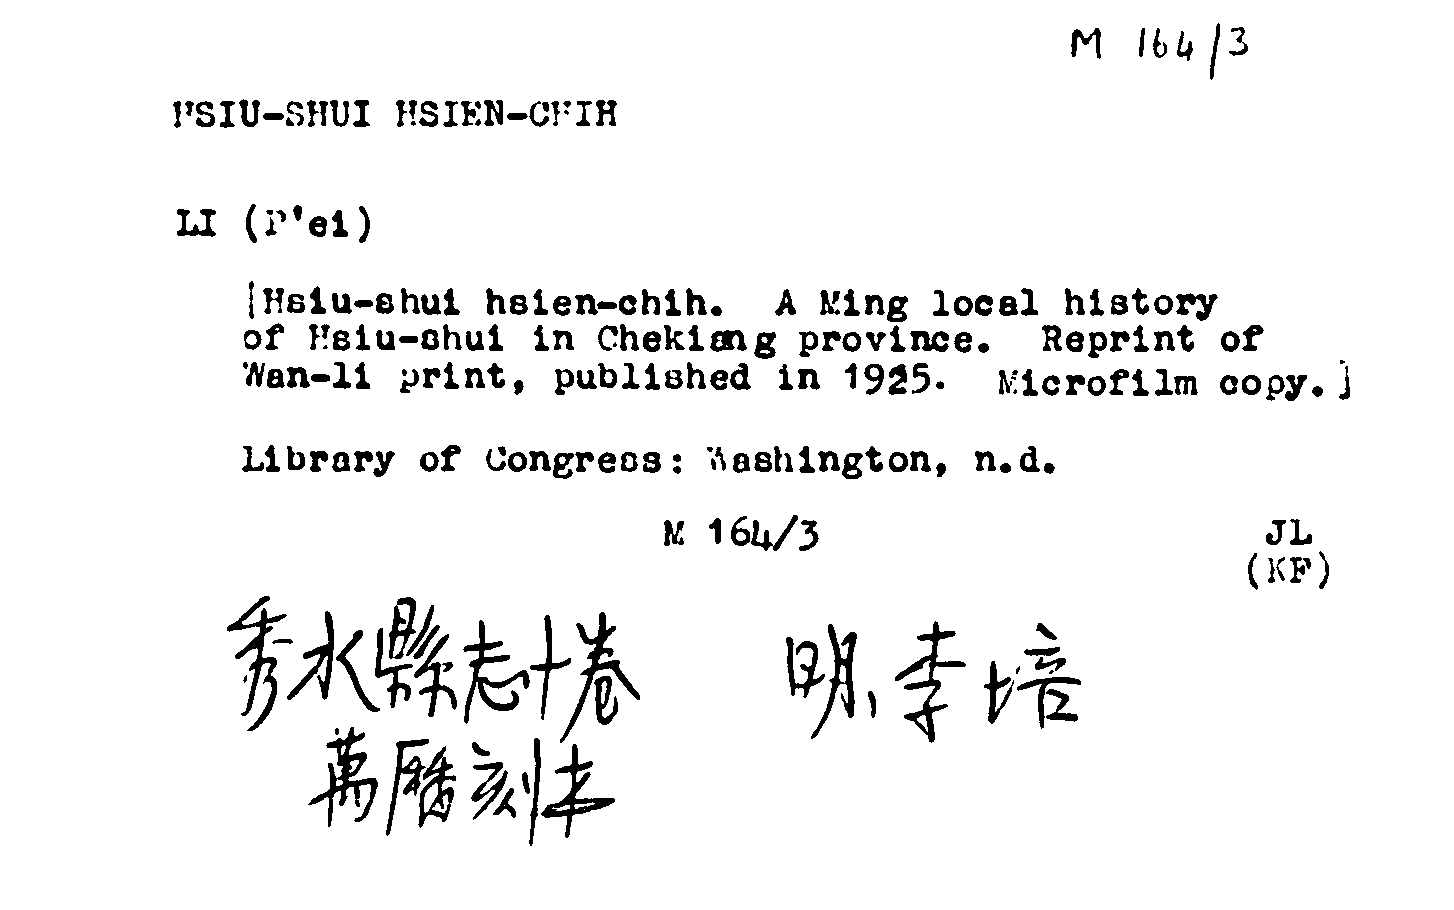 M 164/3
HSIU-SHUI HSIEN-CHIH
LI (P'ei)
[Hsiu-shui hsien-chih. A Ming local history
of Hsiu-shui in Chekiang province. Reprint of
Wan-li print, published in 1925. Microfilm copy.]
Library of Congress: Washington, n.d.
M 164/3 JL
(KF)
秀水縣志十卷 明、李培
萬曆刻本